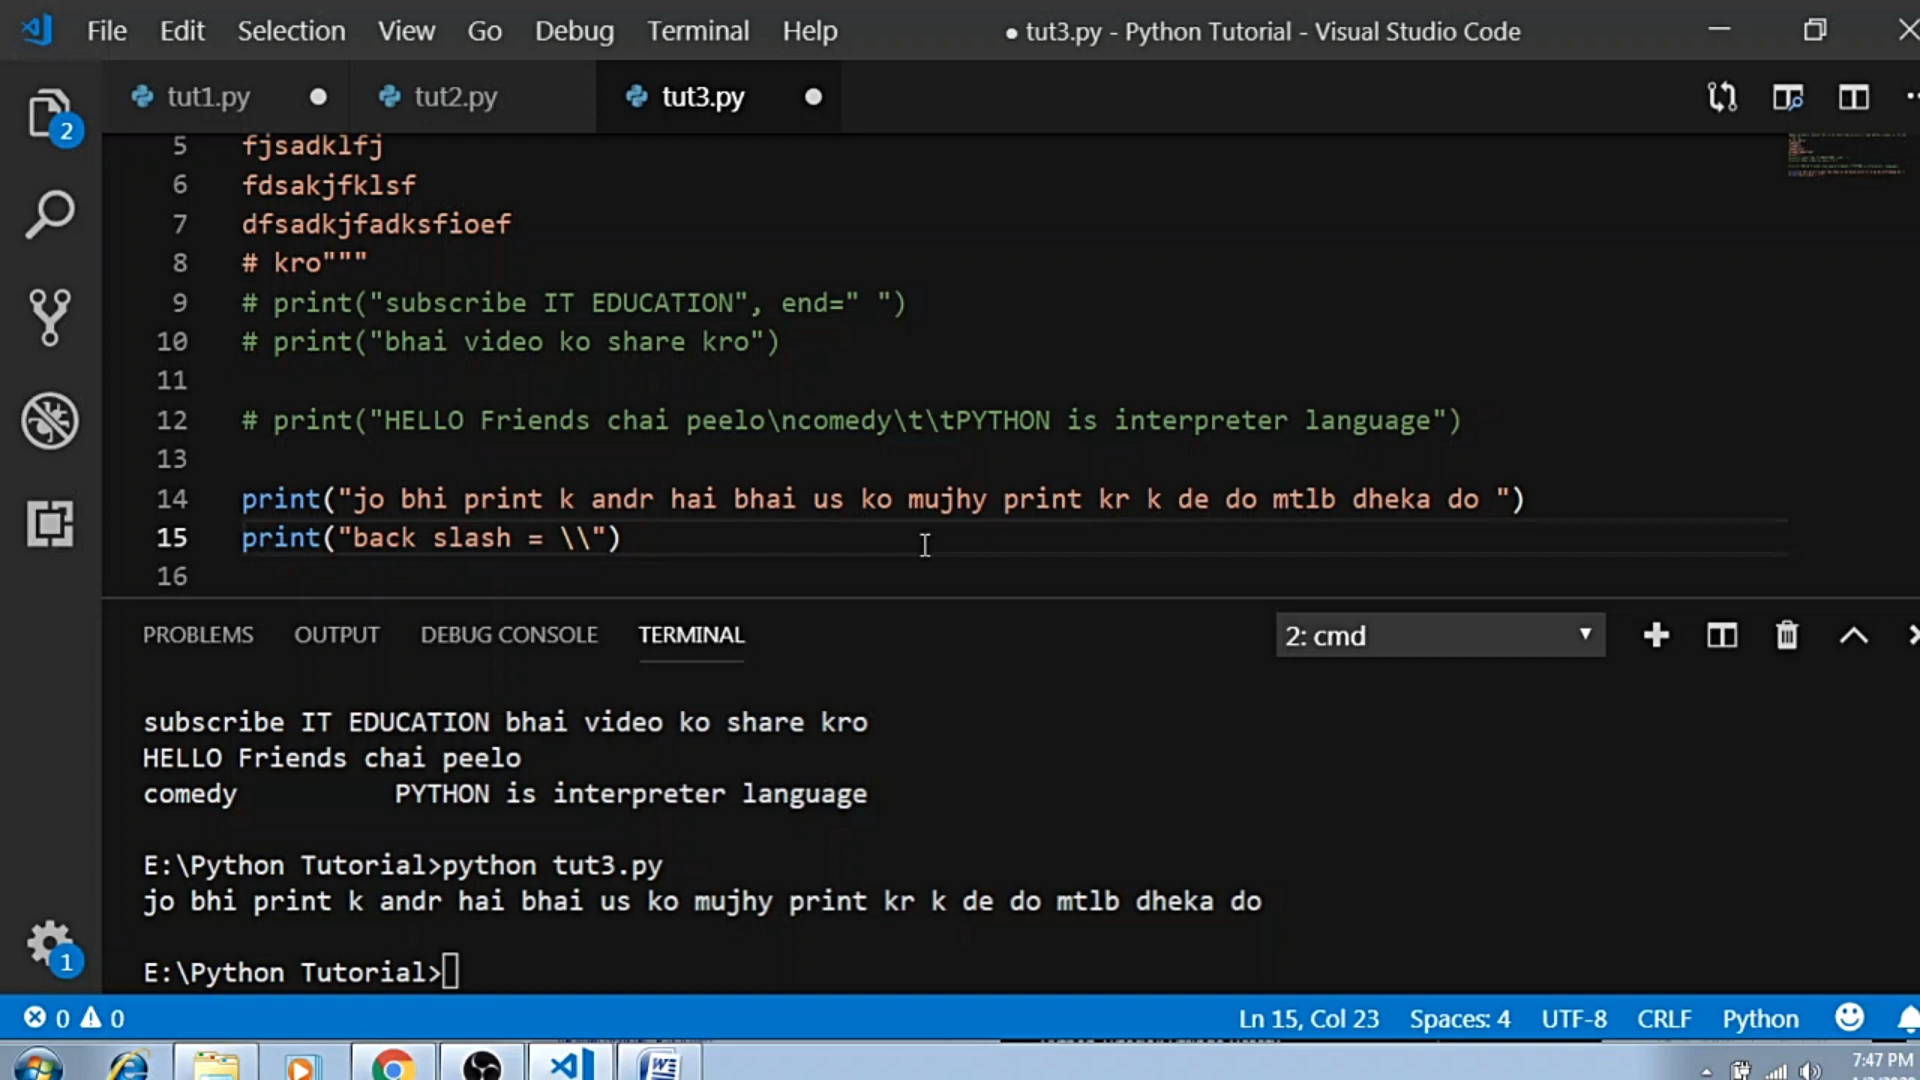 File Edit Selection View Go Debug Terminal Help ● tut3.py - Python Tutorial - Visual Studio Code
tut1.py tut2.py tut3.py
2
5 fjsadklfj
6 fdsakjfklsf
7 dfsadkjfadksfioef
8 # kro"""
9 # print("subscribe IT EDUCATION", end=" ")
10 # print("bhai video ko share kro")
11
12 # print("HELLO Friends chai peelo\ncomedy\t\tPYTHON is interpreter language")
13
14 print("jo bhi print k andr hai bhai us ko mujhy print kr k de do mtlb dheka do ")
15 print("back slash = \\")
16
PROBLEMS OUTPUT DEBUG CONSOLE TERMINAL 2: cmd
subscribe IT EDUCATION bhai video ko share kro
HELLO Friends chai peelo
comedy PYTHON is interpreter language
E:\Python Tutorial>python tut3.py
jo bhi print k andr hai bhai us ko mujhy print kr k de do mtlb dheka do
E:\Python Tutorial>
1
0 0 Ln 15, Col 23 Spaces: 4 UTF-8 CRLF Python
7:47 PM